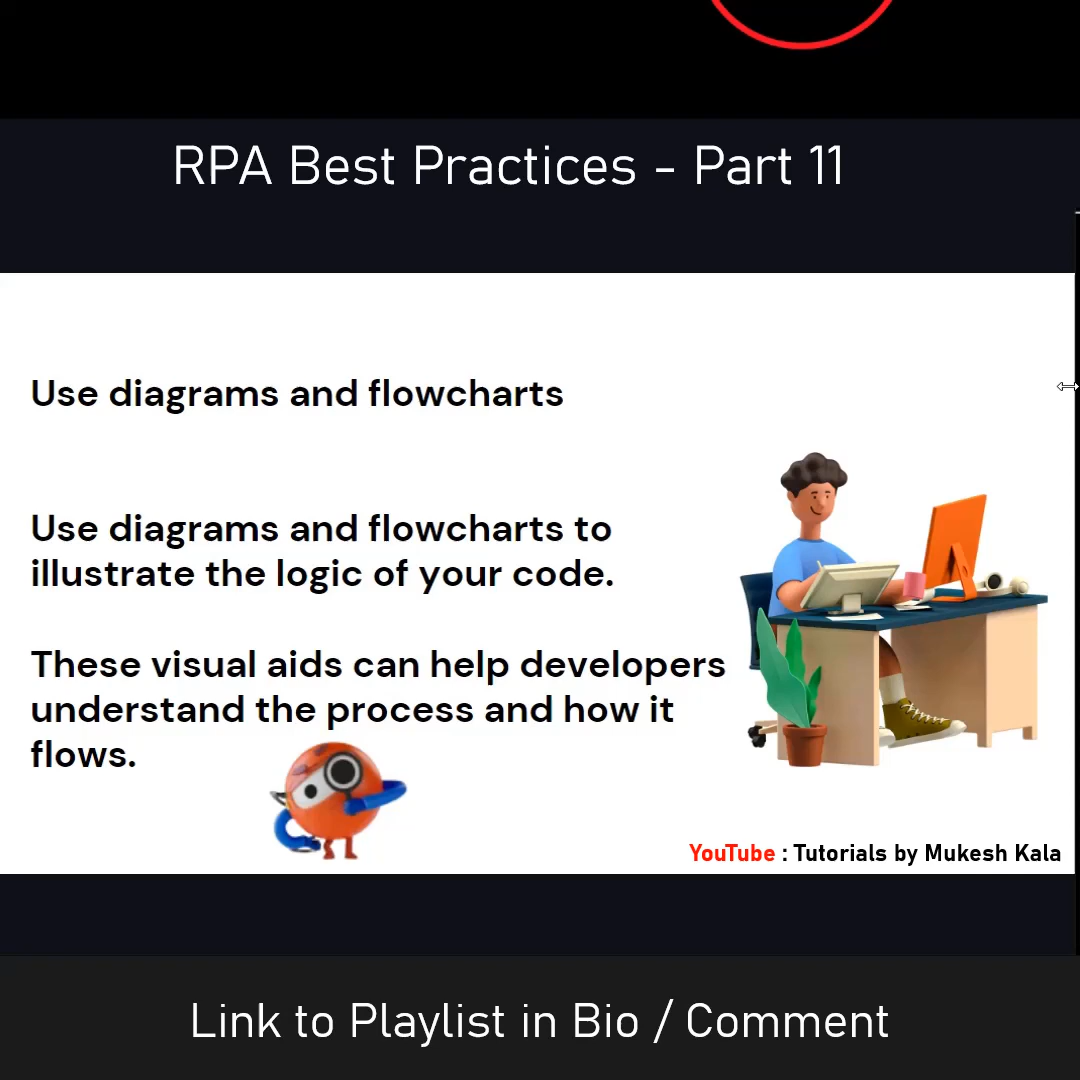 RPA Best Practices - Part 11
Use diagrams and flowcharts
Use diagrams and flowcharts to
illustrate the logic of your code.
These visual aids can help developers
understand the process and how it
flows.
YouTube : Tutorials by Mukesh Kala
Link to Playlist in Bio / Comment